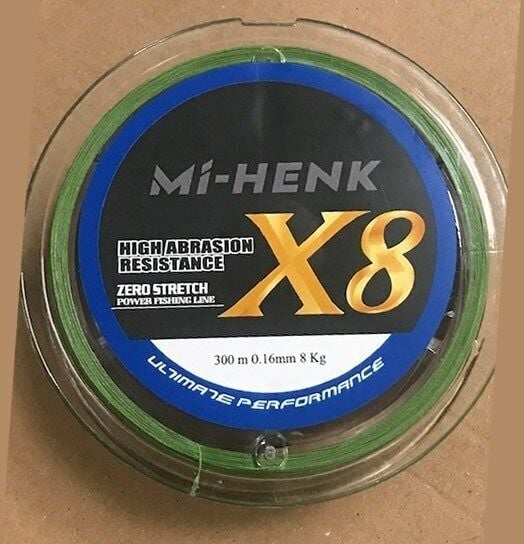 Mi-HENK
X8
HIGH ABRASION
RESISTANCE
ZERO STRETCH
POWER FISHING LINE
300 m 0.16mm 8 Kg
ULTIMATE PERFORMANCE